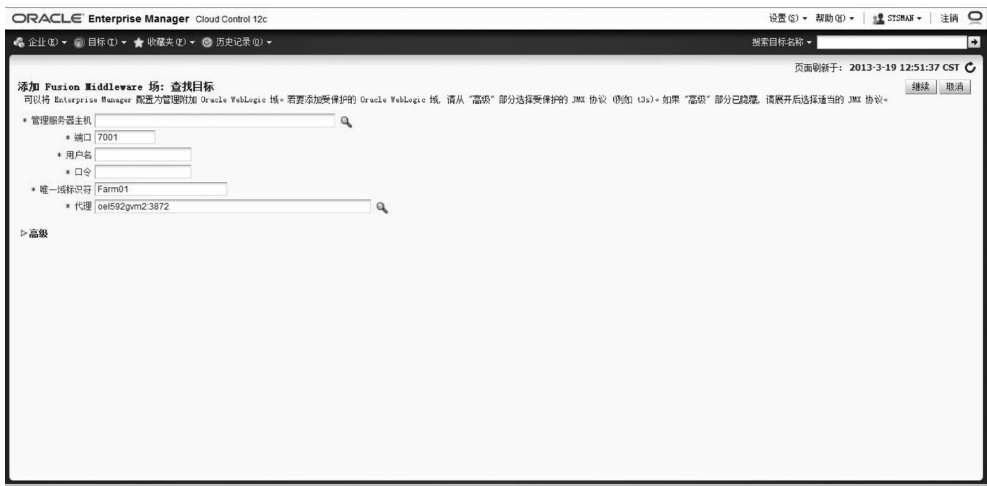 ORACLE Enterprise Manager Cloud Control 12c
设置(S) 帮助(H) SYSMAN 注销
企业(E) 目标(T) 收藏夹(F) 历史记录(O) 搜索目标名称
页面刷新于: 2013-3-19 12:51:37 CST
添加 Fusion Middleware 场: 查找目标
继续 取消
可以将 Enterprise Manager 配置为管理附加 Oracle WebLogic 域。若要添加受保护的 Oracle WebLogic 域, 请从 "高级" 部分选择受保护的 JMX 协议 (例如 t3s)。如果 "高级" 部分已隐藏, 请展开后选择适当的 JMX 协议。
* 管理服务器主机
* 端口 7001
* 用户名
* 口令
* 唯一域标识符 Farm01
* 代理 oel592gvm2:3872
▷高级